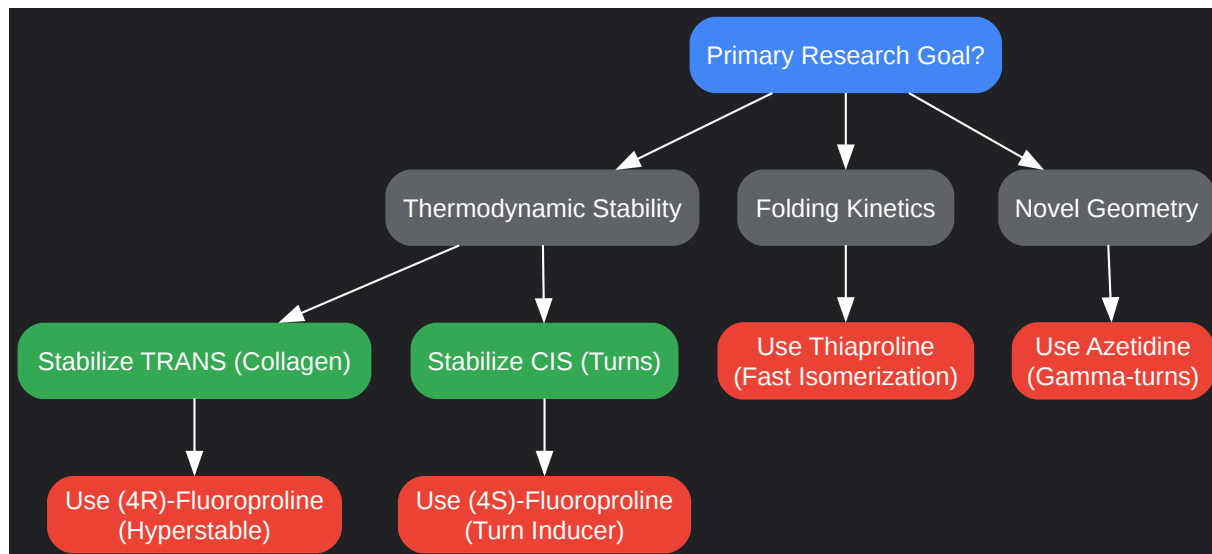 Primary Research Goal?
Thermodynamic Stability
Folding Kinetics
Novel Geometry
Stabilize TRANS (Collagen)
Stabilize CIS (Turns)
Use Thiaproline
(Fast Isomerization)
Use Azetidine
(Gamma-turns)
Use (4R)-Fluoroproline
(Hyperstable)
Use (4S)-Fluoroproline
(Turn Inducer)